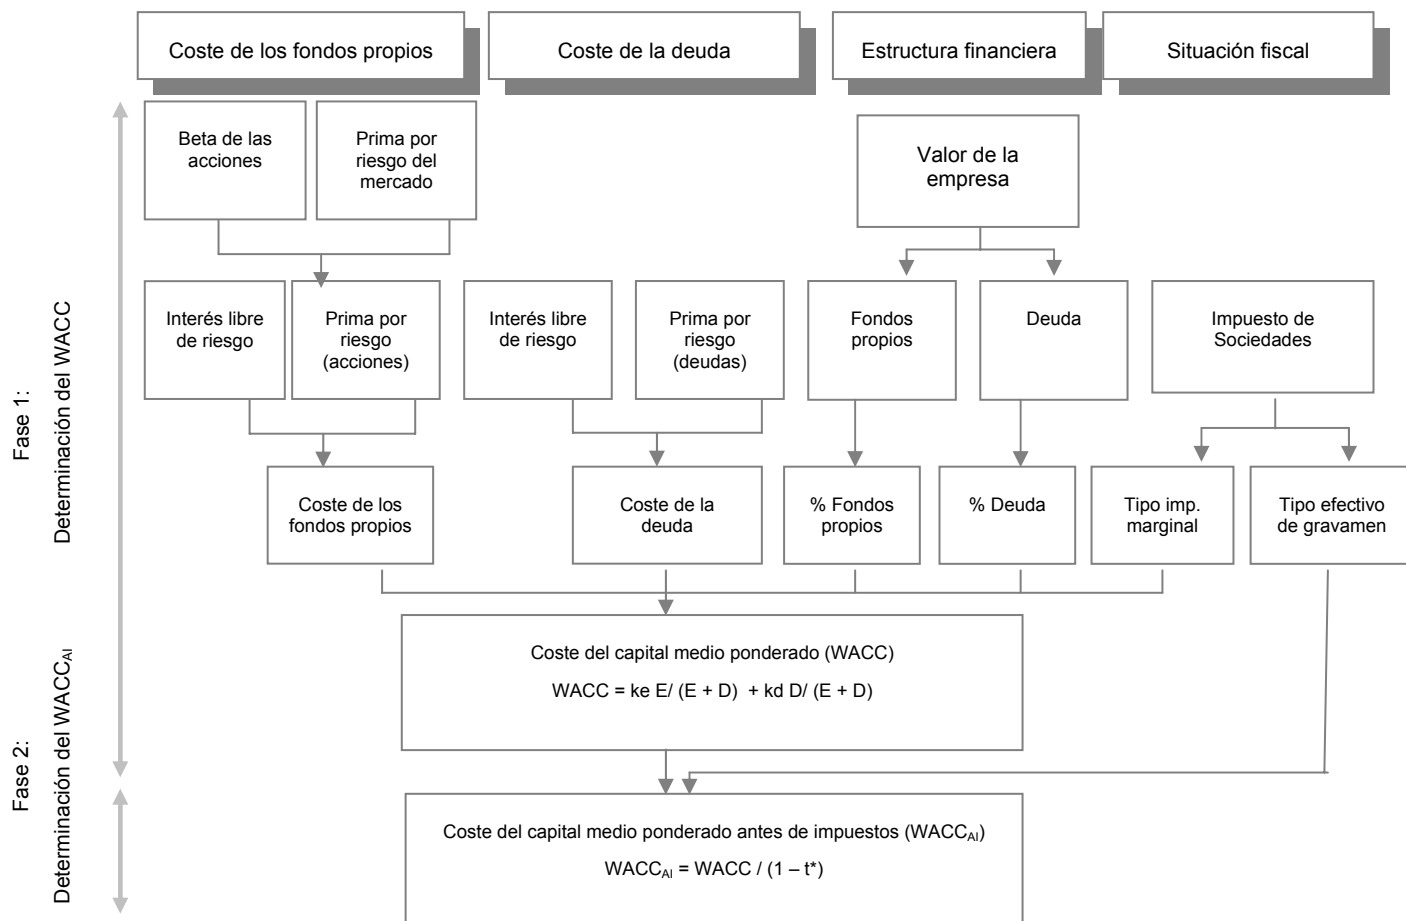 Coste de los fondos propios
Coste de la deuda
Estructura financiera
Situación fiscal
Beta de las
acciones
Prima por
riesgo del
mercado
Valor de la
empresa
Interés libre
de riesgo
Prima por
riesgo
(acciones)
Interés libre
de riesgo
Prima por
riesgo
(deudas)
Fondos
propios
Deuda
Impuesto de
Sociedades
Fase 1:
Determinación del WACC
Coste de los
fondos propios
Coste de la
deuda
% Fondos
propios
% Deuda
Tipo imp.
marginal
Tipo efectivo
de gravamen
Coste del capital medio ponderado (WACC)
WACC = ke E/ (E + D) + kd D/ (E + D)
Fase 2:
Determinación del WACCAI
Coste del capital medio ponderado antes de impuestos (WACCAI)
WACCAI = WACC / (1 – t*)